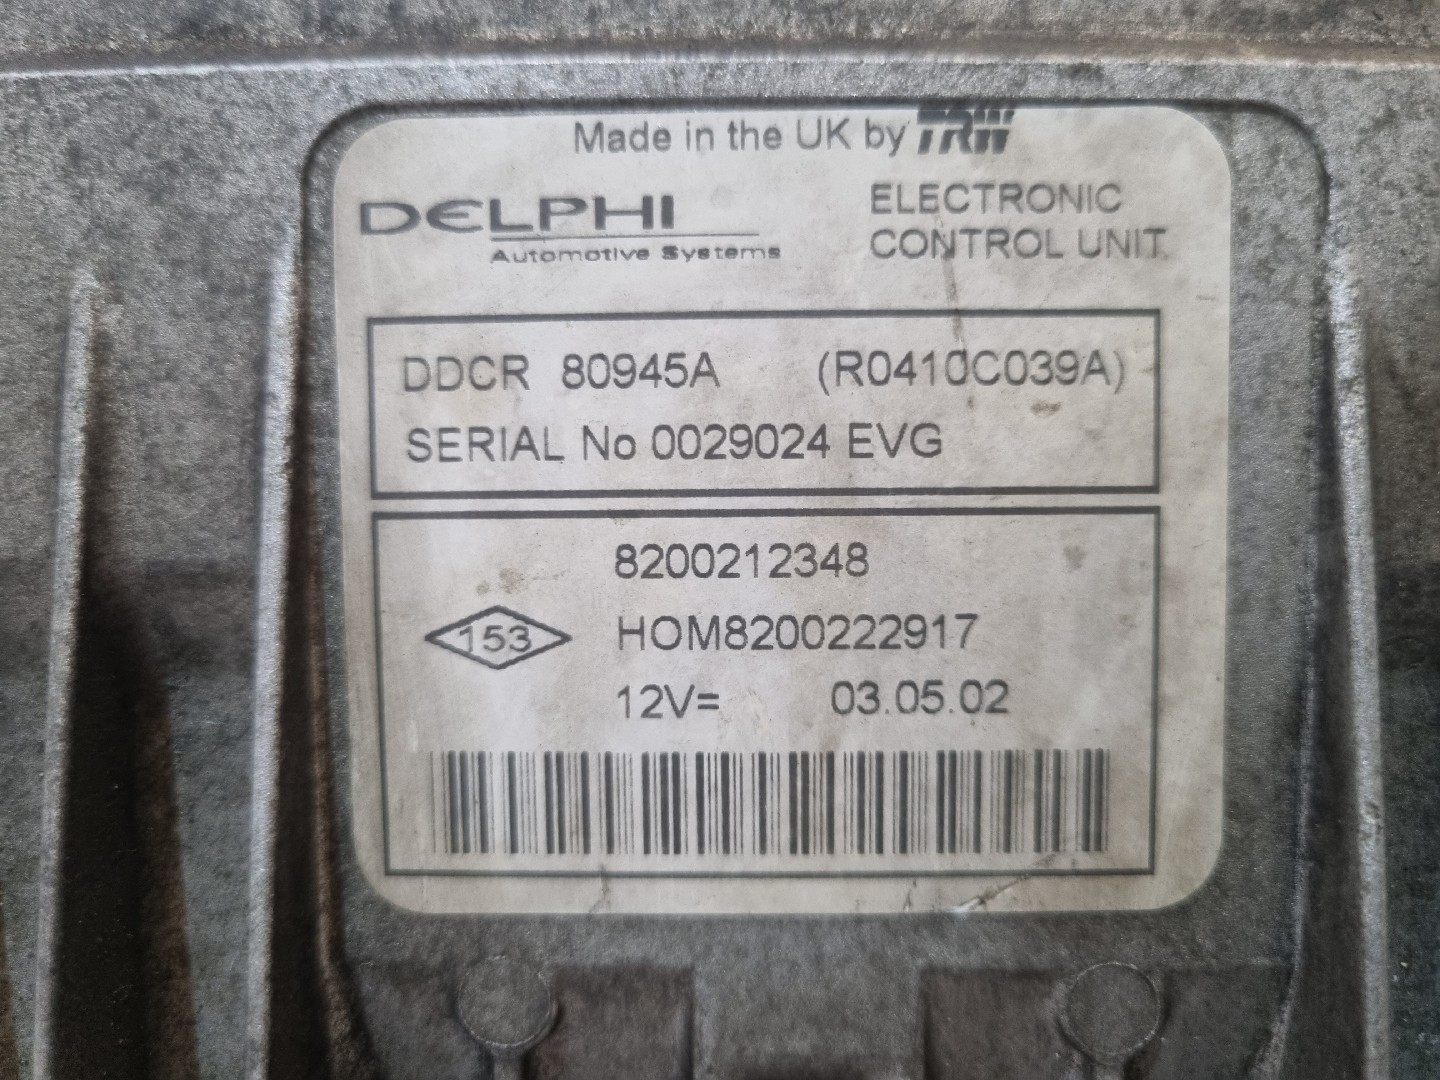 Made in the UK by TRW
DELPHI
Automotive Systems
ELECTRONIC
CONTROL UNIT
DDCR 80945A (R0410C039A)
SERIAL No 0029024 EVG
8200212348
153 HOM8200222917
12V= 03.05.02